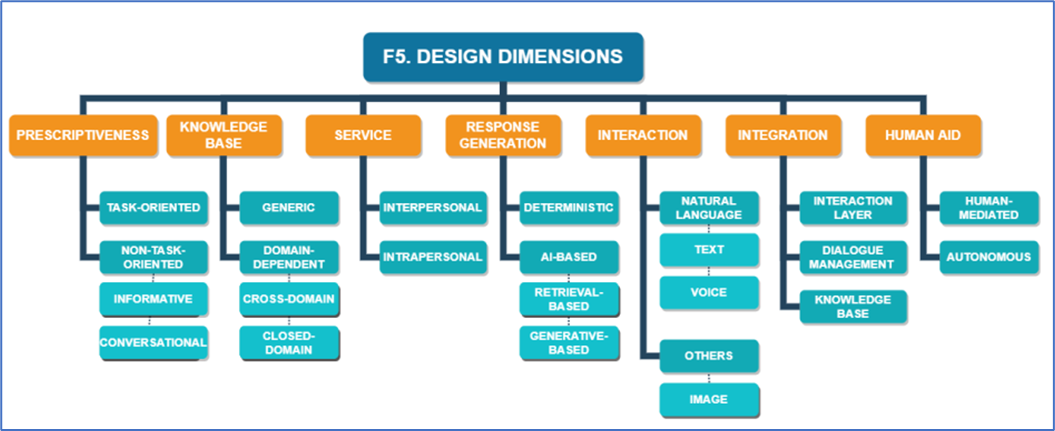 F5. DESIGN DIMENSIONS
PRESCRIPTIVENESS
KNOWLEDGE
BASE
SERVICE
RESPONSE
GENERATION
INTERACTION
INTEGRATION
HUMAN AID
TASK-ORIENTED
NON-TASK-
ORIENTED
INFORMATIVE
CONVERSATIONAL
GENERIC
DOMAIN-
DEPENDENT
CROSS-DOMAIN
CLOSED-
DOMAIN
INTERPERSONAL
INTRAPERSONAL
DETERMINISTIC
AI-BASED
RETRIEVAL-
BASED
GENERATIVE-
BASED
NATURAL
LANGUAGE
TEXT
VOICE
OTHERS
IMAGE
INTERACTION
LAYER
DIALOGUE
MANAGEMENT
KNOWLEDGE
BASE
HUMAN-
MEDIATED
AUTONOMOUS